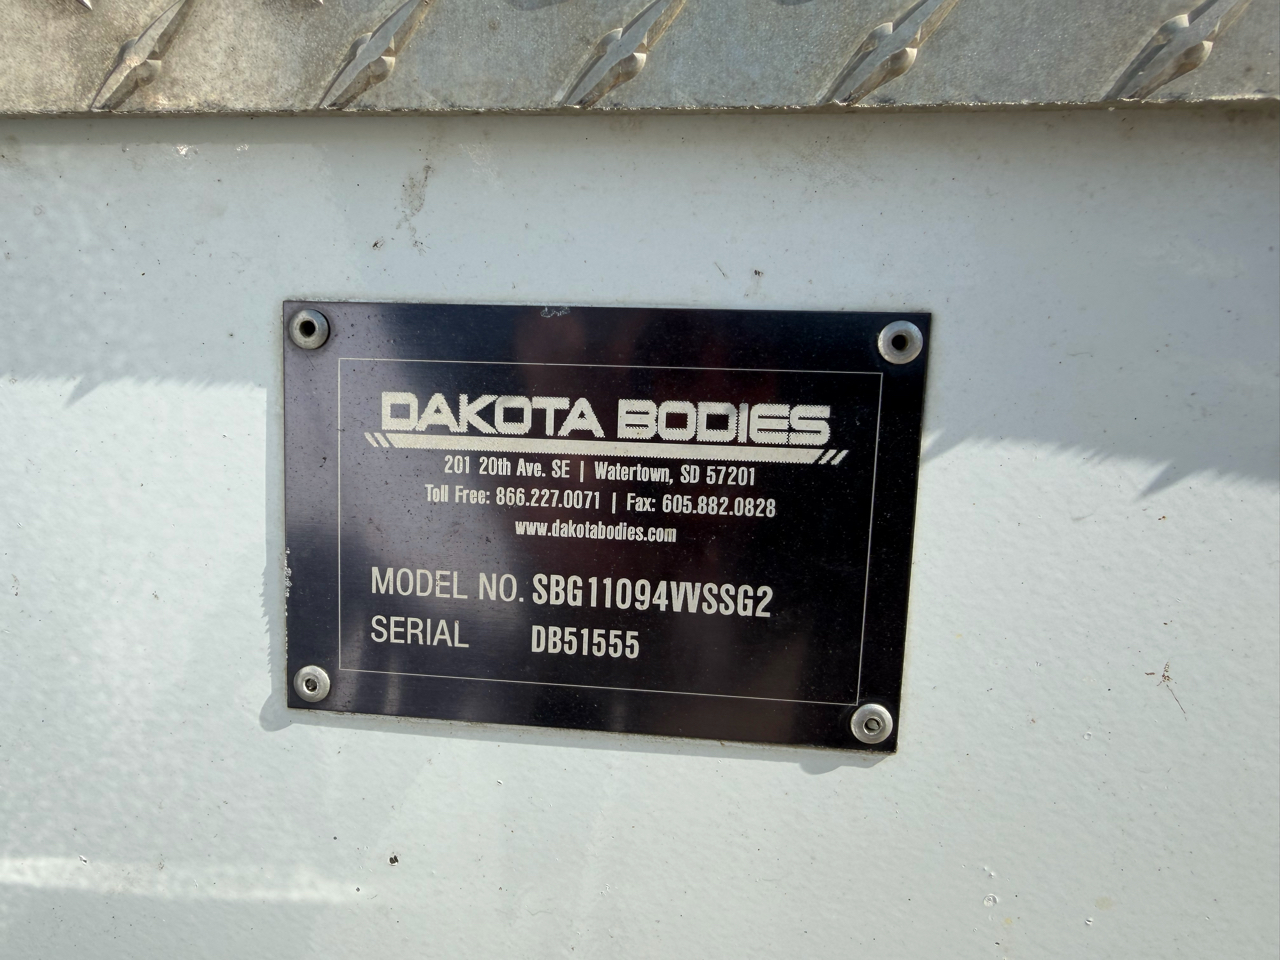 DAKOTA BODIES
201 20th Ave. SE | Watertown, SD 57201
Toll Free: 866.227.0071 | Fax: 605.882.0828
www.dakotabodies.com
MODEL NO. SBG11094VVSSG2
SERIAL DB51555